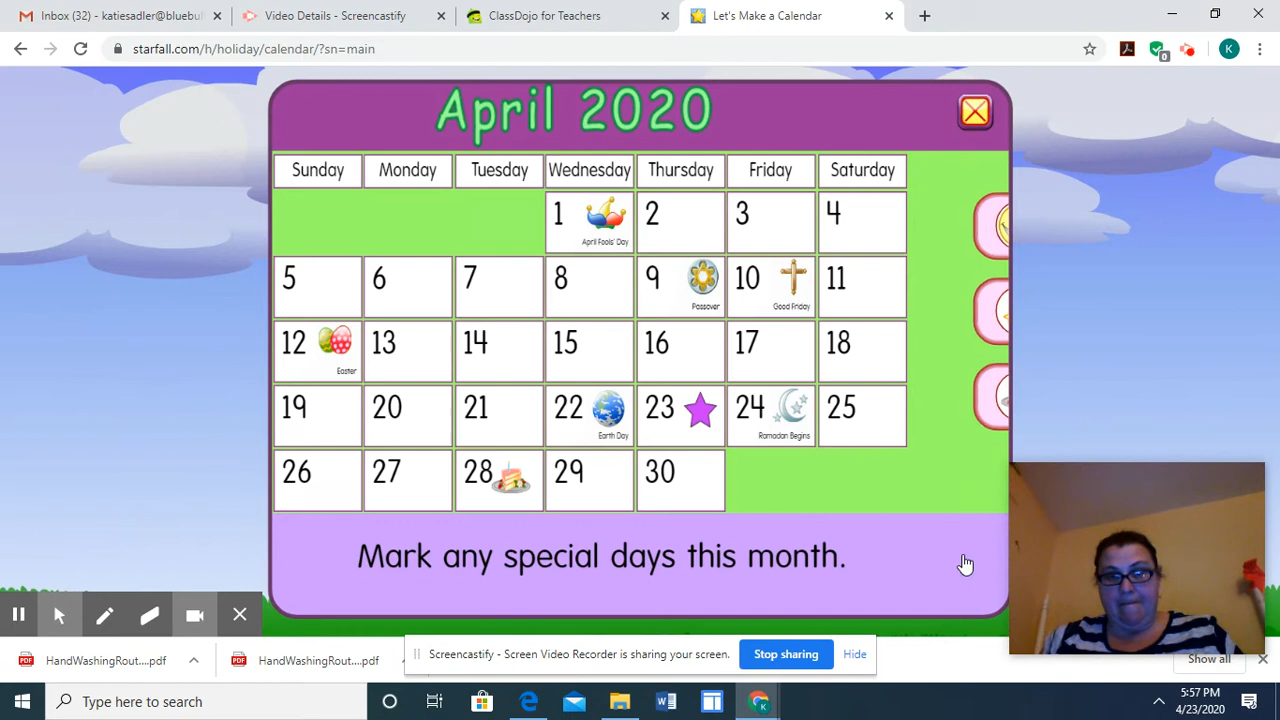 Inbox (32) - katiesadler@bluebul
Video Details - Screencastify
ClassDojo for Teachers
Let's Make a Calendar
starfall.com/h/holiday/calendar/?sn=main
0
K
April 2020
Sunday Monday Tuesday Wednesday Thursday Friday Saturday
1 April Fools' Day 2 3 4
5 6 7 8 9 Passover 10 Good Friday 11
12 Easter 13 14 15 16 17 18
19 20 21 22 Earth Day 23 24 Ramadan Begins 25
26 27 28 29 30
Mark any special days this month.
Screencastify - Screen Video Recorder is sharing your screen. Stop sharing Hide
HandWashingRout....pdf
HandWashingRout....pdf
Show all
Type here to search
5:57 PM
4/23/2020